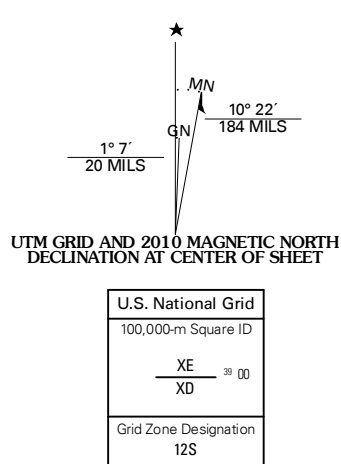 ★
MN
GN
10° 22´
184 MILS
1° 7´
20 MILS
UTM GRID AND 2010 MAGNETIC NORTH
DECLINATION AT CENTER OF SHEET
U.S. National Grid
100,000-m Square ID
XE
39 00
XD
Grid Zone Designation
12S